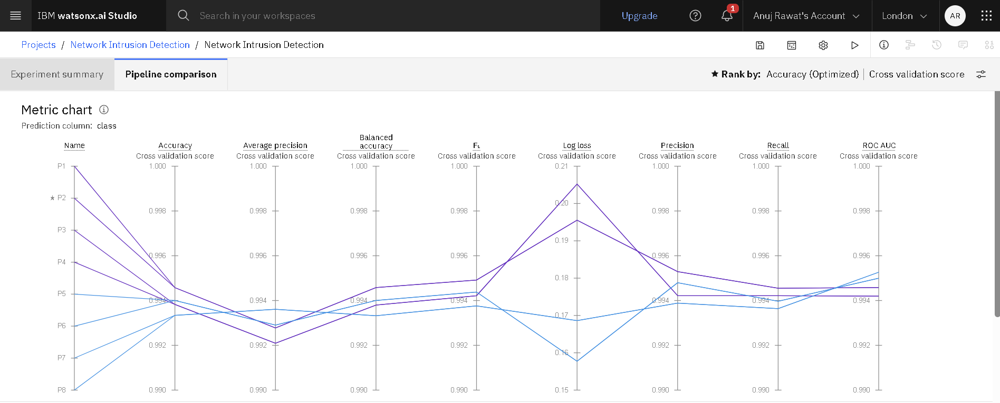 IBM watsonx.ai Studio
Search in your workspaces
Upgrade
1
Anuj Rawat's Account
London
AR
Projects / Network Intrusion Detection / Network Intrusion Detection
Experiment summary
Pipeline comparison
★ Rank by: Accuracy (Optimized) | Cross validation score
Metric chart
Prediction column: class
Name
P1
★ P2
P3
P4
P5
P6
P7
P8
Accuracy
Cross validation score
1.000
0.998
0.996
0.994
0.992
0.990
Average precision
Cross validation score
1.000
0.998
0.996
0.994
0.992
0.990
Balanced
accuracy
Cross validation score
1.000
0.998
0.996
0.994
0.992
0.990
F₁
Cross validation score
1.000
0.998
0.996
0.994
0.992
0.990
Log loss
Cross validation score
0.21
0.20
0.19
0.18
0.17
0.16
0.15
Precision
Cross validation score
1.000
0.998
0.996
0.994
0.992
0.990
Recall
Cross validation score
1.000
0.998
0.996
0.994
0.992
0.990
ROC AUC
Cross validation score
1.000
0.998
0.996
0.994
0.992
0.990